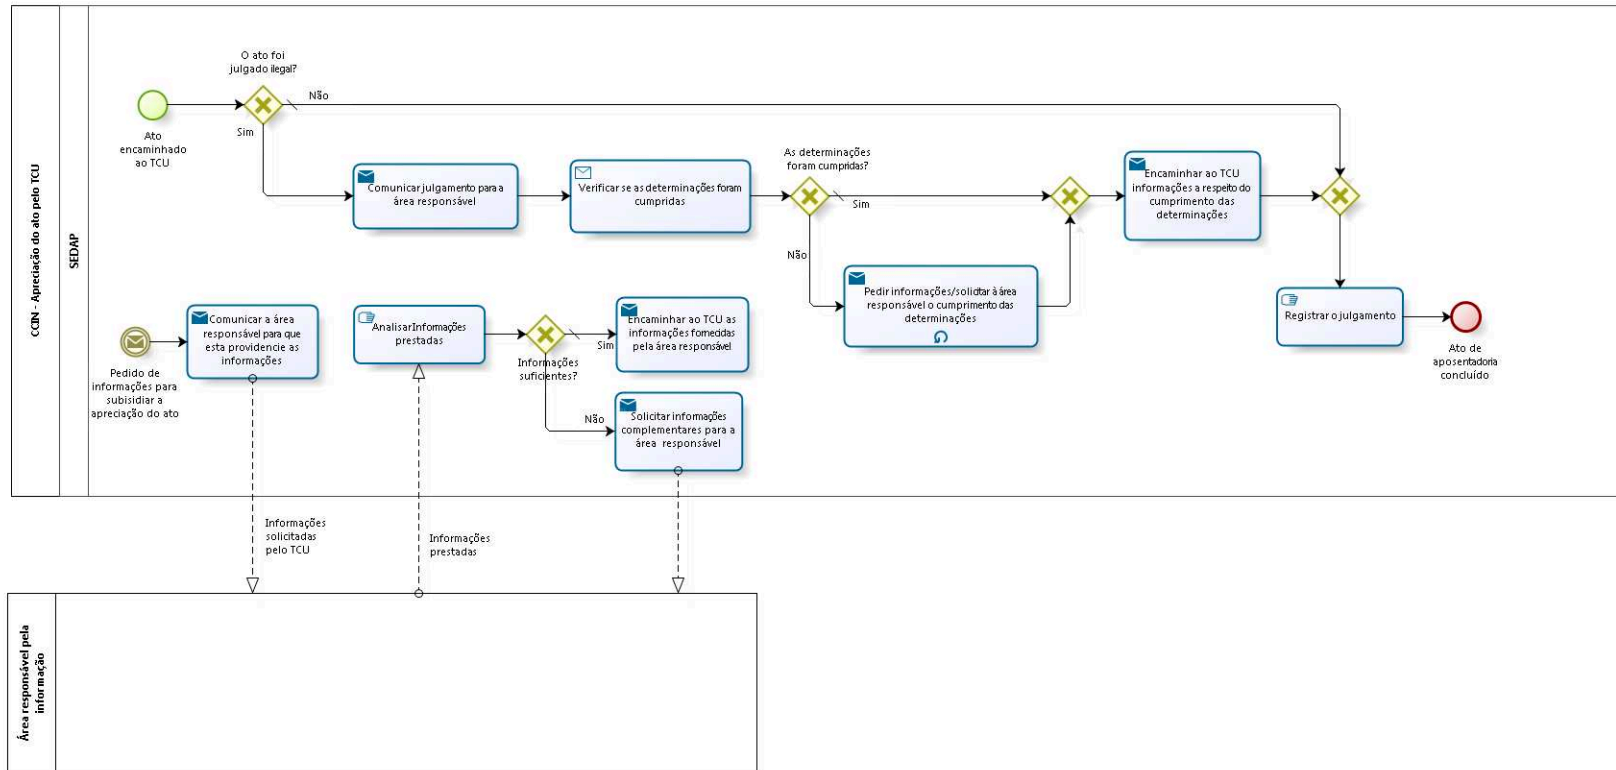 CCIN - Apreciação do ato pelo TCU
SEDAP
O ato foi
julgado ilegal?
Não
Sim
Ato
encaminhado
ao TCU
Comunicar julgamento para a
área responsável
Verificar se as determinações foram
cumpridas
As determinações
foram cumpridas?
Sim
Não
Pedir informações/solicitar à área
responsável o cumprimento das
determinações
Encaminhar ao TCU
informações a respeito do
cumprimento das
determinações
Registrar o julgamento
Ato de
aposentadoria
concluído
Pedido de
informações para
subisidiar a
apreciação do ato
Comunicar a área
responsável para que
esta providencie as
informações
Analisar Informações
prestadas
Informações
suficientes?
Sim
Não
Encaminhar ao TCU as
informações fornecidas
pela área responsável
Solicitar informações
complementares para a
área responsável
Informações
solicitadas
pelo TCU
Informações
prestadas
Área responsável pela
informação